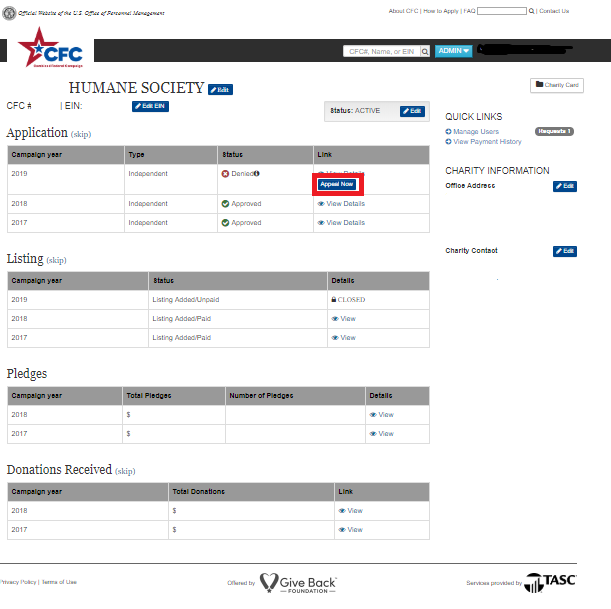 Official Website of the U.S. Office of Personnel Management
About CFC | How to Apply | FAQ | Contact Us
CFC
CFC#, Name, or EIN ADMIN
HUMANE SOCIETY Edit
Charity Card
CFC # | EIN: Edit EIN
Status: ACTIVE Edit
Application (skip)
Campaign year Type Status Link
2019 Independent Denied View Details
Appeal Now
2018 Independent Approved View Details
2017 Independent Approved View Details
QUICK LINKS
Manage Users Requests 1
View Payment History
CHARITY INFORMATION
Office Address Edit
Charity Contact Edit
Listing (skip)
Campaign year Status Details
2019 Listing Added/Unpaid CLOSED
2018 Listing Added/Paid View
2017 Listing Added/Paid View
Pledges
Campaign year Total Pledges Number of Pledges Details
2018 $ View
2017 $ View
Donations Received (skip)
Campaign year Total Donations Link
2018 $ View
2017 $ View
Privacy Policy | Terms of Use
Offered by Give Back
FOUNDATION
Services provided by TASC